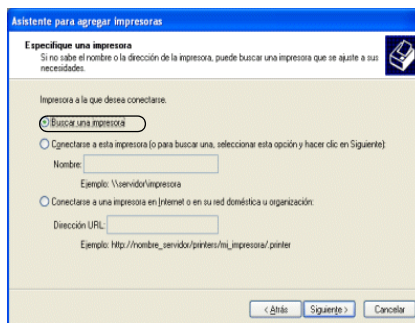 Asistente para agregar impresoras
Especifique una impresora
Si no sabe el nombre o la dirección de la impresora, puede buscar una impresora que se ajuste a sus
necesidades.
Impresora a la que desea conectarse.
Buscar una impresora
Conectarse a esta impresora (o para buscar una, seleccionar esta opción y hacer clic en Siguiente):
Nombre:
Ejemplo: \\servidor\impresora
Conectarse a una impresora en Internet o en su red doméstica u organización:
Dirección URL:
Ejemplo: http://nombre_servidor/printers/mi_impresora/.printer
< Atrás
Siguiente >
Cancelar